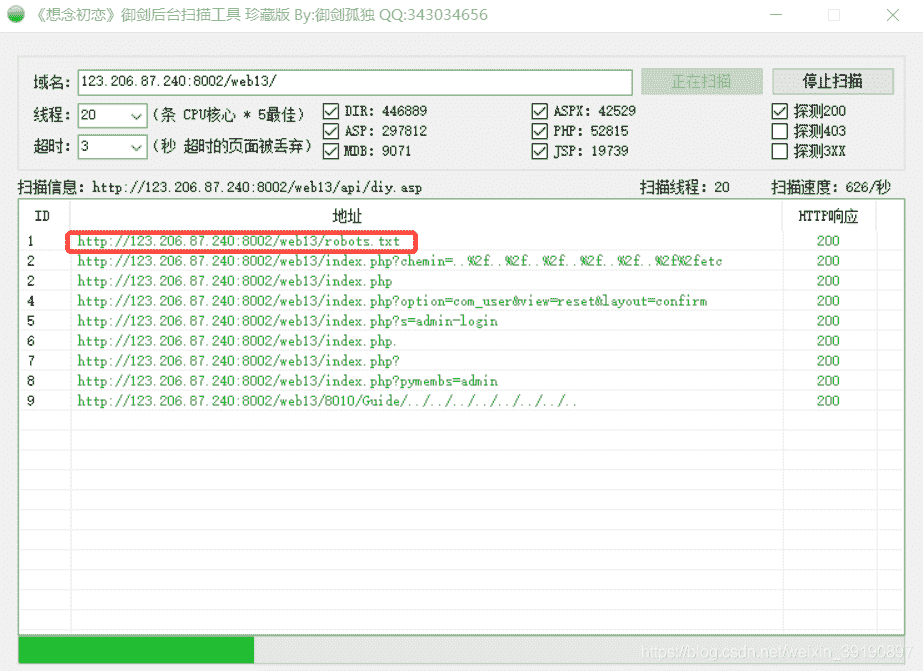 《想念初恋》御剑后台扫描工具 珍藏版 By:御剑孤独 QQ:343034656
域名: 123.206.87.240:8002/web13/ 正在扫描 停止扫描
线程: 20 (条 CPU核心 * 5最佳) DIR: 446889 ASPX: 42529 探测200
ASP: 297812 PHP: 52815 探测403
超时: 3 (秒 超时的页面被丢弃) MDB: 9071 JSP: 19739 探测3XX
扫描信息: http://123.206.87.240:8002/web13/api/diy.asp 扫描线程: 20 扫描速度: 626/秒
ID 地址 HTTP响应
1 http://123.206.87.240:8002/web13/robots.txt 200
2 http://123.206.87.240:8002/web13/index.php?chemin=..%2f..%2f..%2f..%2f..%2f..%2f%2fetc 200
2 http://123.206.87.240:8002/web13/index.php 200
4 http://123.206.87.240:8002/web13/index.php?option=com_user&view=reset&layout=confirm 200
5 http://123.206.87.240:8002/web13/index.php?s=admin-login 200
6 http://123.206.87.240:8002/web13/index.php. 200
7 http://123.206.87.240:8002/web13/index.php? 200
8 http://123.206.87.240:8002/web13/index.php?pymembs=admin 200
9 http://123.206.87.240:8002/web13/8010/Guide/../../../../../../../.. 200
https://blog.csdn.net/weixin_39190897